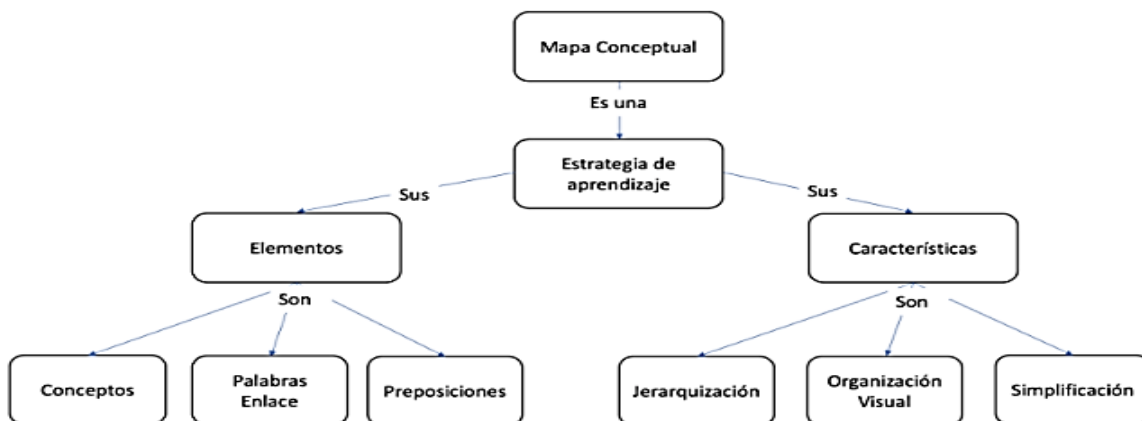 Mapa Conceptual
Es una
Estrategia de
aprendizaje
Sus
Sus
Elementos
Características
Son
Son
Conceptos
Palabras
Enlace
Preposiciones
Jerarquización
Organización
Visual
Simplificación